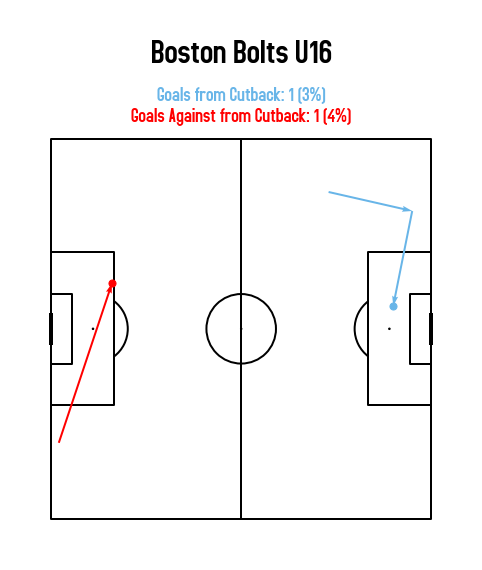 Boston Bolts U16
Goals from Cutback: 1 (3%)
Goals Against from Cutback: 1 (4%)